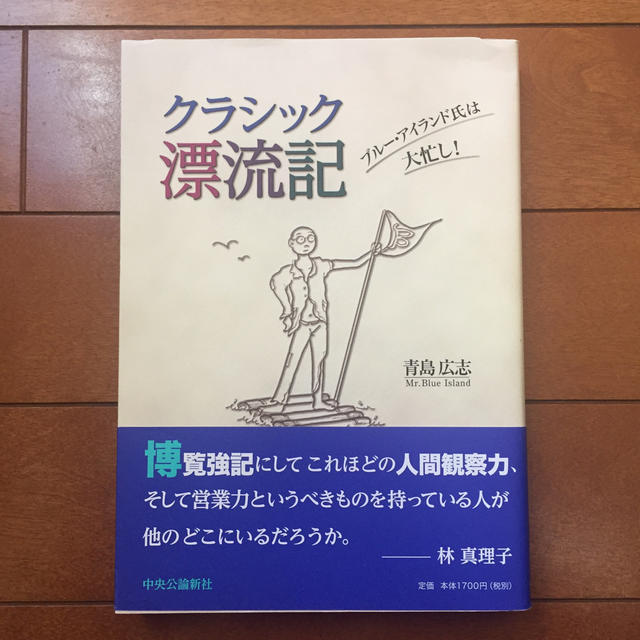 クラシック
漂流記
ブルー・アイランド氏は
大忙し！
青島広志
Mr. Blue Island
博覧強記にして これほどの人間観察力、
そして営業力というべきものを持っている人が
他のどこにいるだろうか。
――― 林 真理子
中央公論新社
定価 本体1700円（税別）